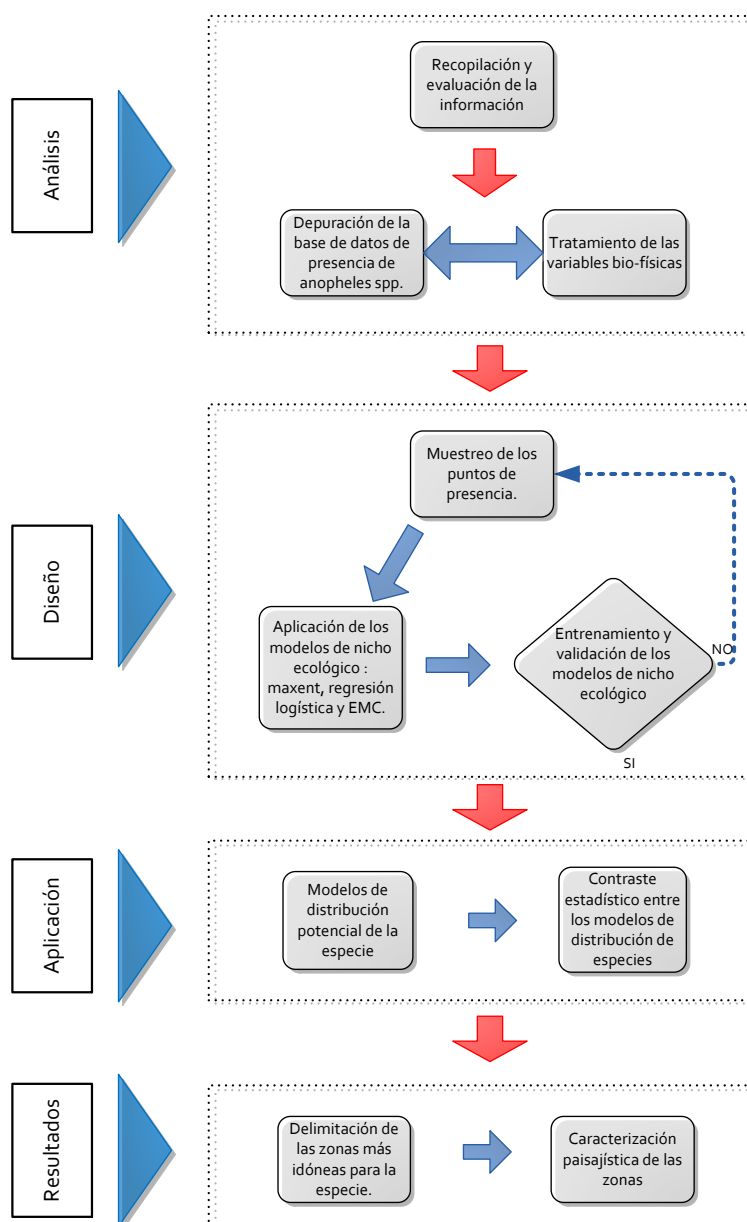 Análisis
Recopilación y
evaluación de la
información
Depuración de la
base de datos de
presencia de
anopheles spp.
Tratamiento de las
variables bio-físicas
Diseño
Muestreo de los
puntos de
presencia.
Aplicación de los
modelos de nicho
ecológico :
maxent, regresión
logística y EMC.
Entrenamiento y
validación de los
modelos de nicho
ecológico
NO
SI
Aplicación
Modelos de
distribución
potencial de la
especie
Contraste
estadístico entre
los modelos de
distribución de
especies
Resultados
Delimitación de
las zonas más
idóneas para la
especie.
Caracterización
paisajística de las
zonas